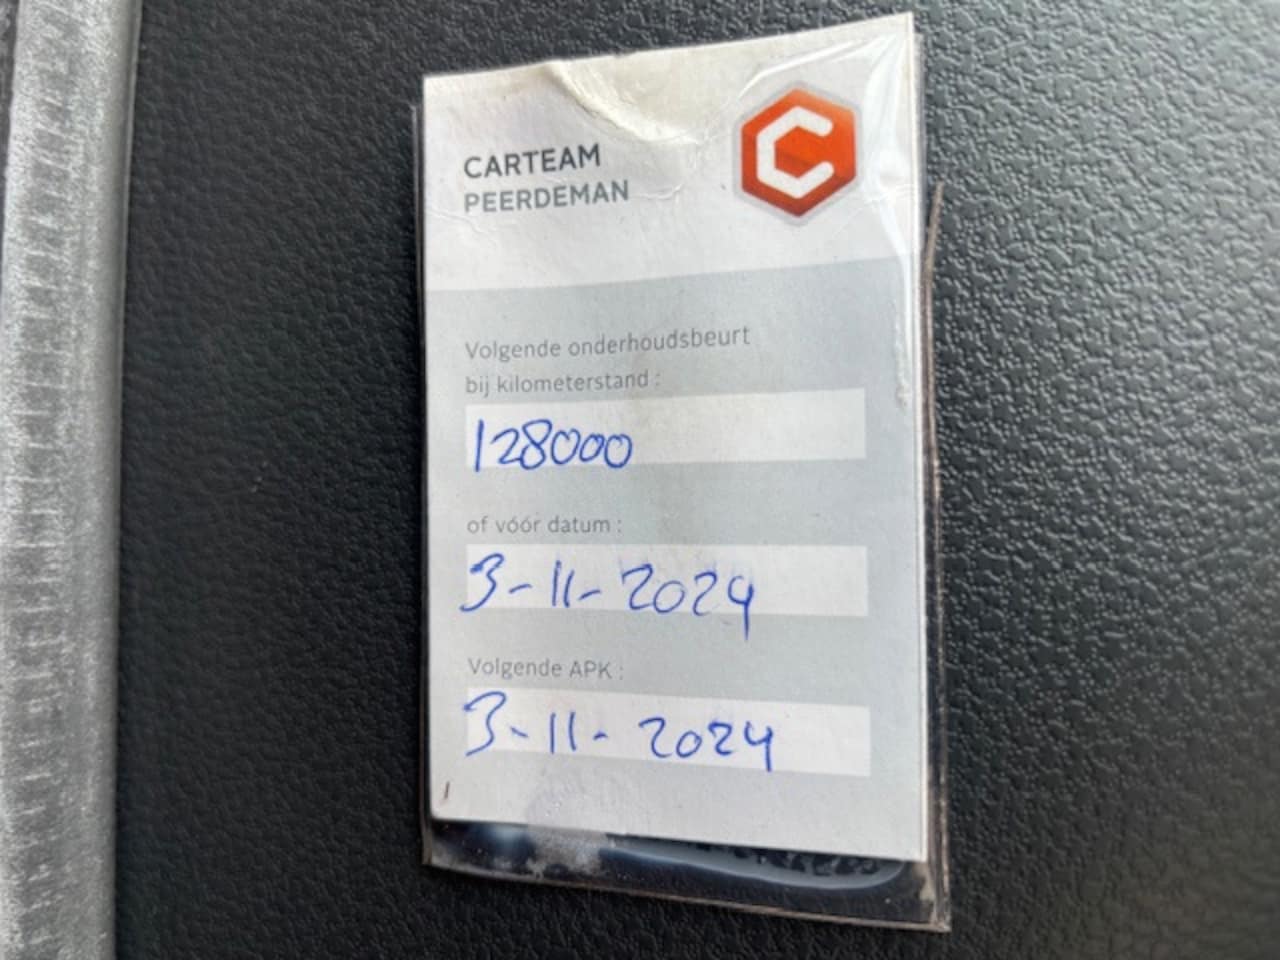 CARTEAM
PEERDEMAN
Volgende onderhoudsbeurt
bij kilometerstand :
128000
of vóór datum :
3-11-2024
Volgende APK :
3-11-2024